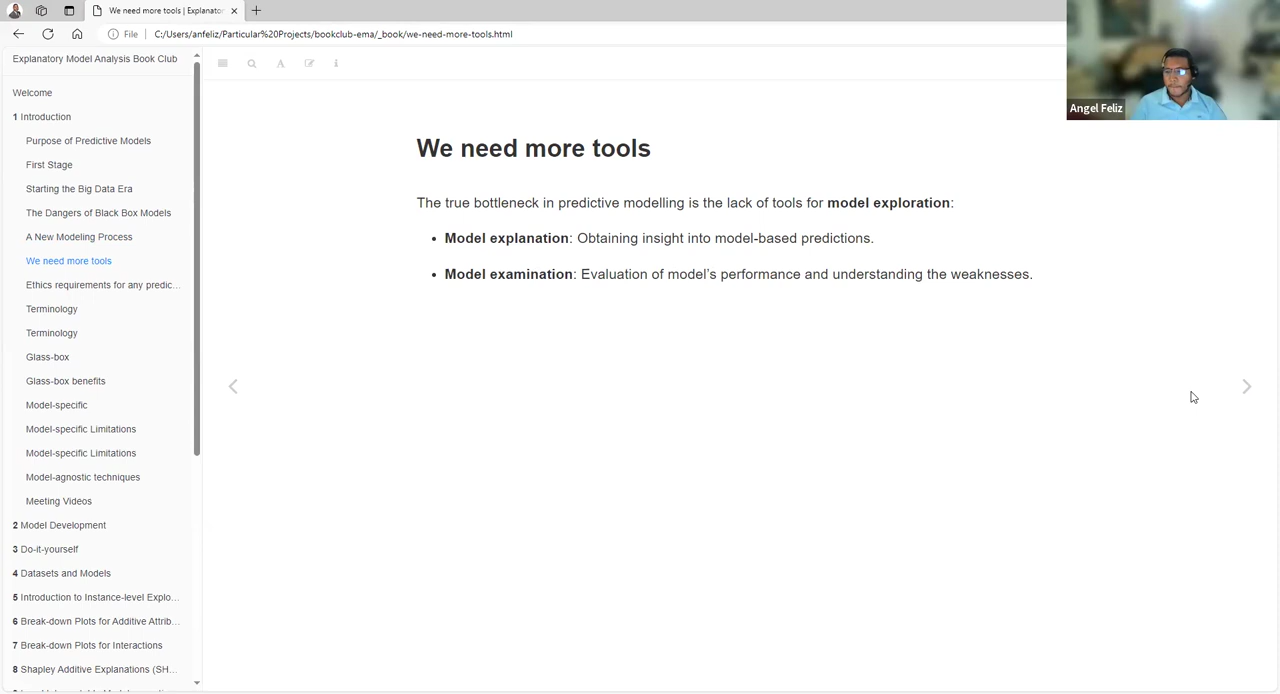 We need more tools | Explanator
File
C:/Users/anfeliz/Particular%20Projects/bookclub-ema/_book/we-need-more-tools.html
Angel Feliz
Explanatory Model Analysis Book Club
Welcome
1 Introduction
Purpose of Predictive Models
First Stage
Starting the Big Data Era
The Dangers of Black Box Models
A New Modeling Process
We need more tools
Ethics requirements for any predic...
Terminology
Terminology
Glass-box
Glass-box benefits
Model-specific
Model-specific Limitations
Model-specific Limitations
Model-agnostic techniques
Meeting Videos
2 Model Development
3 Do-it-yourself
4 Datasets and Models
5 Introduction to Instance-level Explo...
6 Break-down Plots for Additive Attrib...
7 Break-down Plots for Interactions
8 Shapley Additive Explanations (SH...
We need more tools
The true bottleneck in predictive modelling is the lack of tools for model exploration:
• Model explanation: Obtaining insight into model-based predictions.
• Model examination: Evaluation of model's performance and understanding the weaknesses.